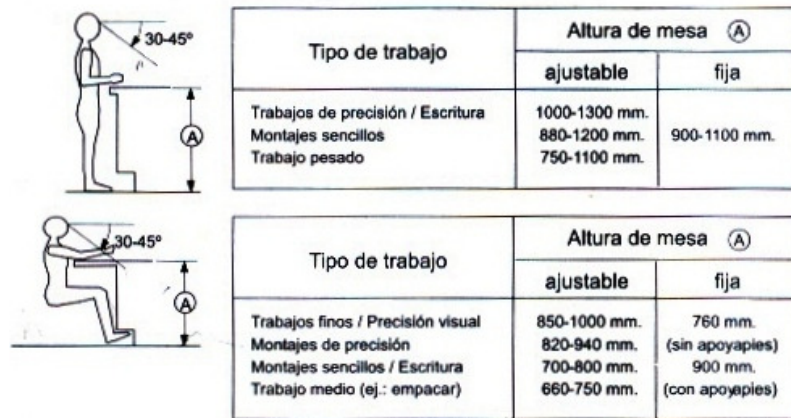 30-45º
A
Tipo de trabajo
Altura de mesa A
ajustable fija
Trabajos de precisión / Escritura 1000-1300 mm.
Montajes sencillos 880-1200 mm. 900-1100 mm.
Trabajo pesado 750-1100 mm.
30-45º
A
Tipo de trabajo
Altura de mesa A
ajustable fija
Trabajos finos / Precisión visual 850-1000 mm. 760 mm.
Montajes de precisión 820-940 mm. (sin apoyapies)
Montajes sencillos / Escritura 700-800 mm. 900 mm.
Trabajo medio (ej.: empacar) 660-750 mm. (con apoyapies)